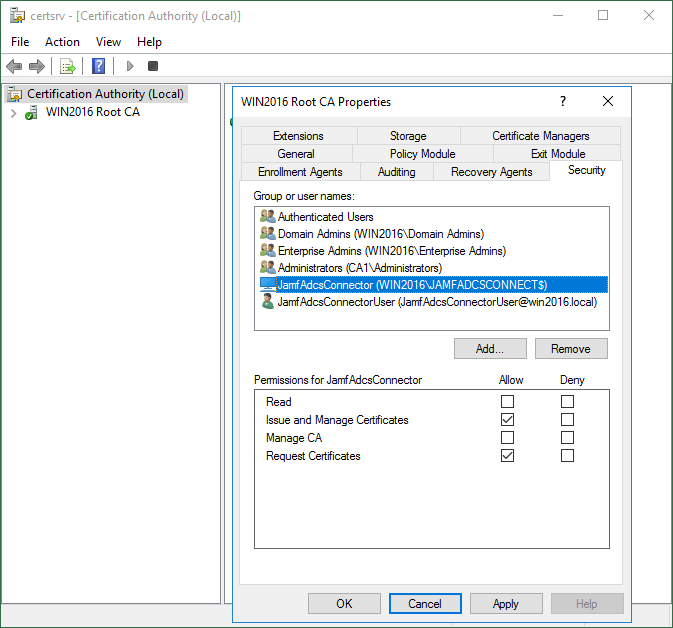 certsrv - [Certification Authority (Local)]
File Action View Help
Certification Authority (Local)
WIN2016 Root CA
WIN2016 Root CA Properties
Extensions Storage Certificate Managers
General Policy Module Exit Module
Enrollment Agents Auditing Recovery Agents Security
Group or user names:
Authenticated Users
Domain Admins (WIN2016\Domain Admins)
Enterprise Admins (WIN2016\Enterprise Admins)
Administrators (CA1\Administrators)
JamfAdcsConnector (WIN2016\JAMFADCSCONNECT$)
JamfAdcsConnectorUser (JamfAdcsConnectorUser@win2016.local)
Add... Remove
Permissions for JamfAdcsConnector Allow Deny
Read
Issue and Manage Certificates
Manage CA
Request Certificates
OK Cancel Apply Help